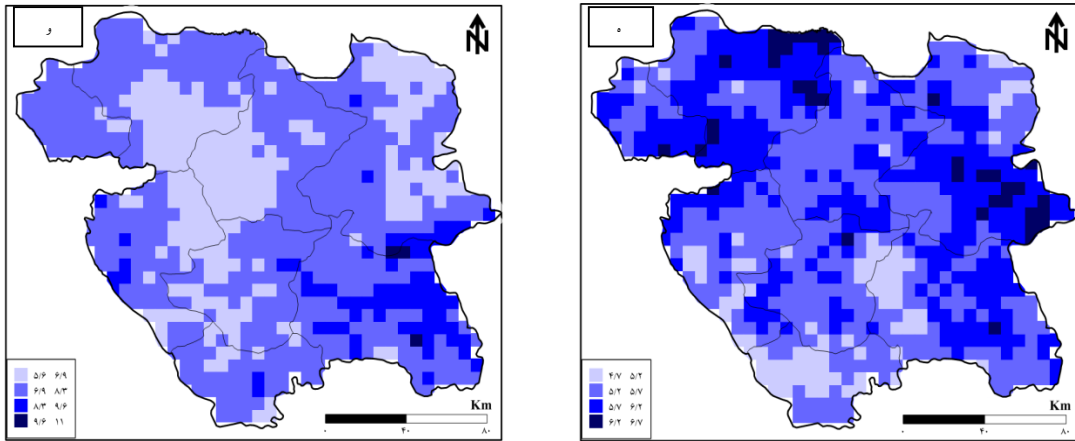 و
N
۵/۶ ۶/۹
۶/۹ ۸/۳
۸/۳ ۹/۶
۹/۶ ۱۱
Km
۰ ۴۰ ۸۰
ه
N
۴/۷ ۵/۲
۵/۲ ۵/۷
۵/۷ ۶/۲
۶/۲ ۶/۷
Km
۰ ۴۰ ۸۰